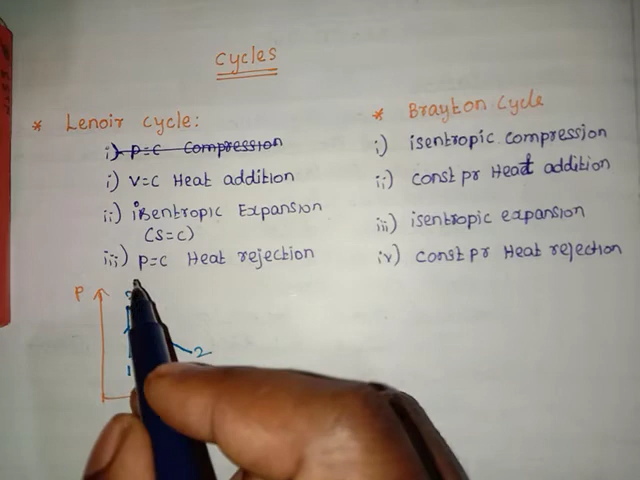 Cycles
* Lenoir cycle:
i) P=C Compression
i) V=C Heat addition
ii) isentropic Expansion
(S=C)
iii) P=C Heat rejection
* Brayton Cycle
i) isentropic compression
ii) const pr Heat addition
iii) isentropic expansion
iv) const pr Heat rejection
P
2
1